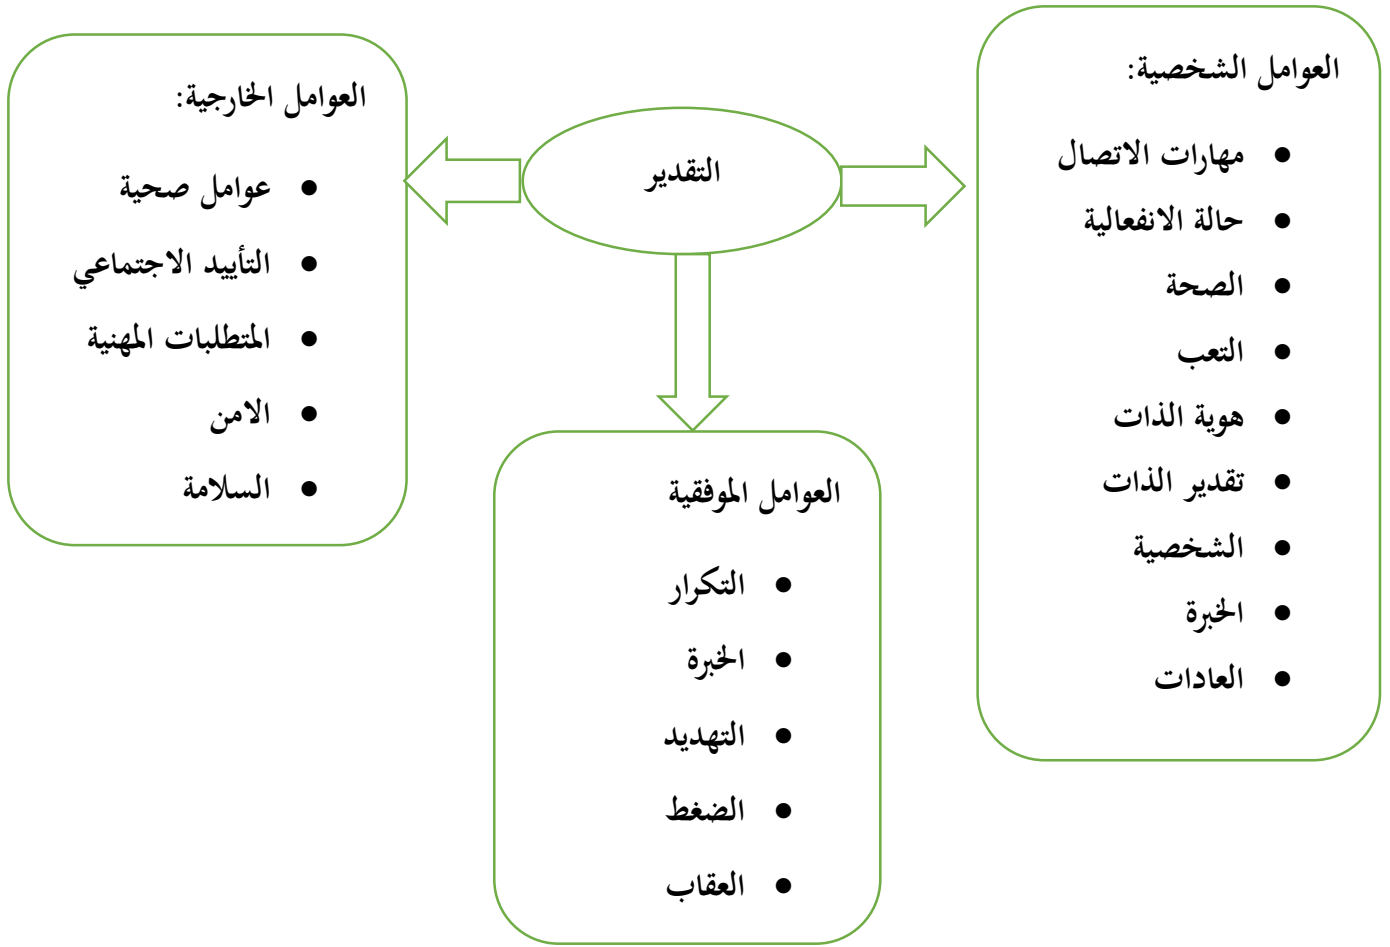 العوامل الشخصية:
مهارات الاتصال
حالة الانفعالية
الصحة
التعب
هوية الذات
تقدير الذات
الشخصية
الخبرة
العادات
التقدير
العوامل الخارجية:
عوامل صحية
التأييد الاجتماعي
المتطلبات المهنية
الامن
السلامة
العوامل الموفقية
التكرار
الخبرة
التهديد
الضغط
العقاب